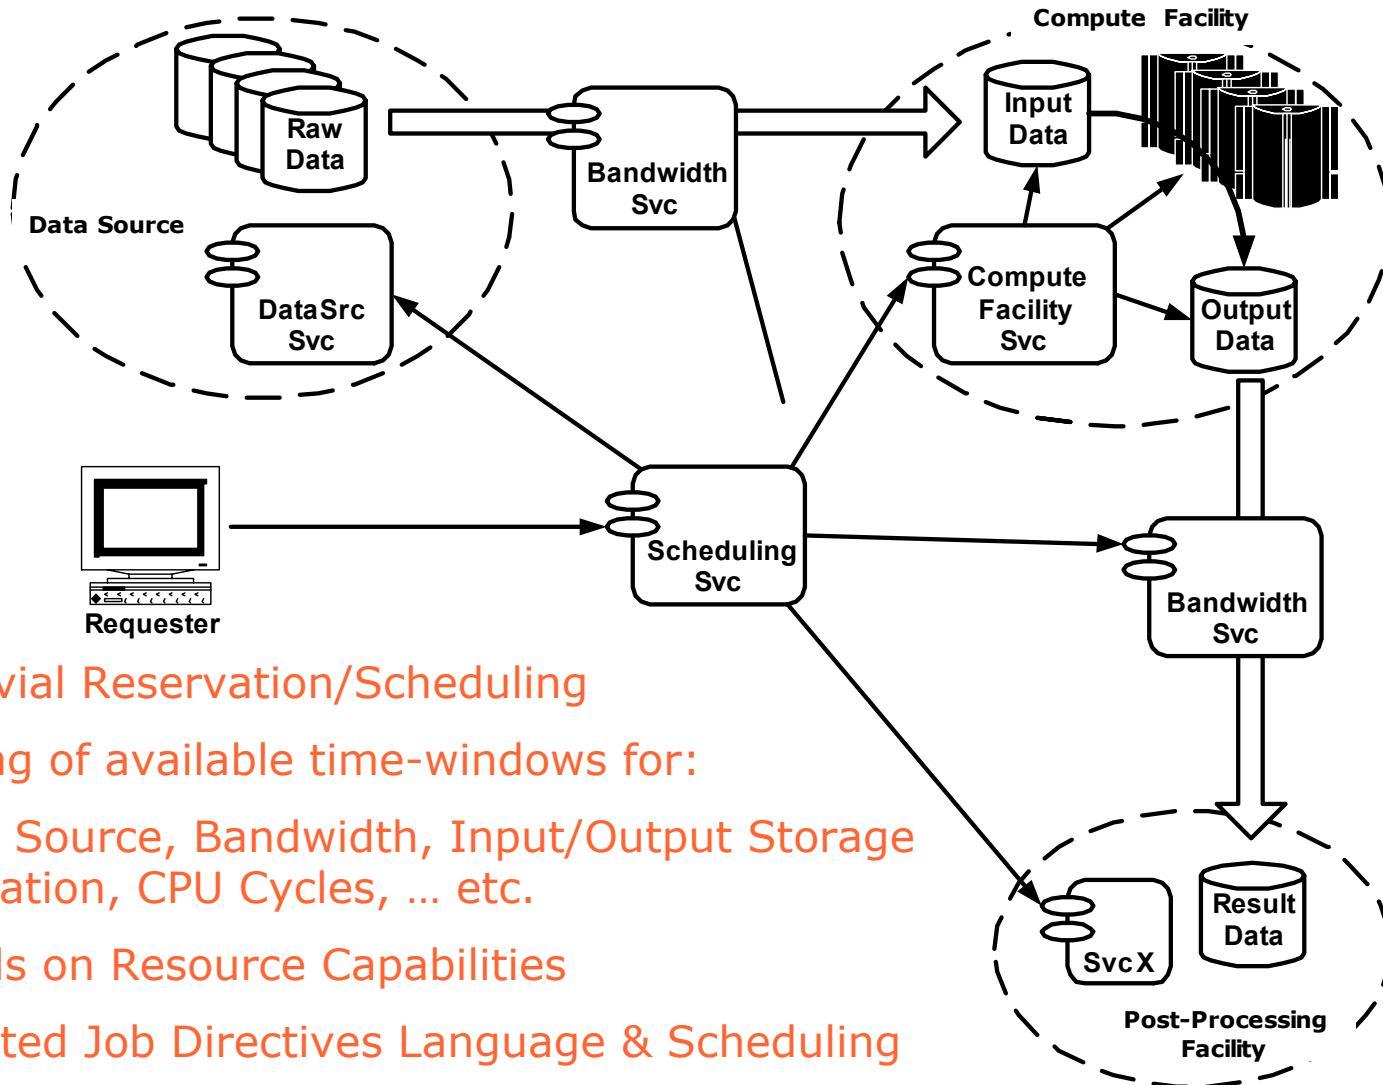 Compute Facility
Raw
Data
Input
Data
Bandwidth
Svc
Data Source
DataSrc
Svc
Compute
Facility
Svc
Output
Data
Scheduling
Svc
Requester
Bandwidth
Svc
vial Reservation/Scheduling
ng of available time-windows for:
Source, Bandwidth, Input/Output Storage
ation, CPU Cycles, … etc.
ls on Resource Capabilities
ted Job Directives Language & Scheduling
Result
Data
SvcX
Post-Processing
Facility